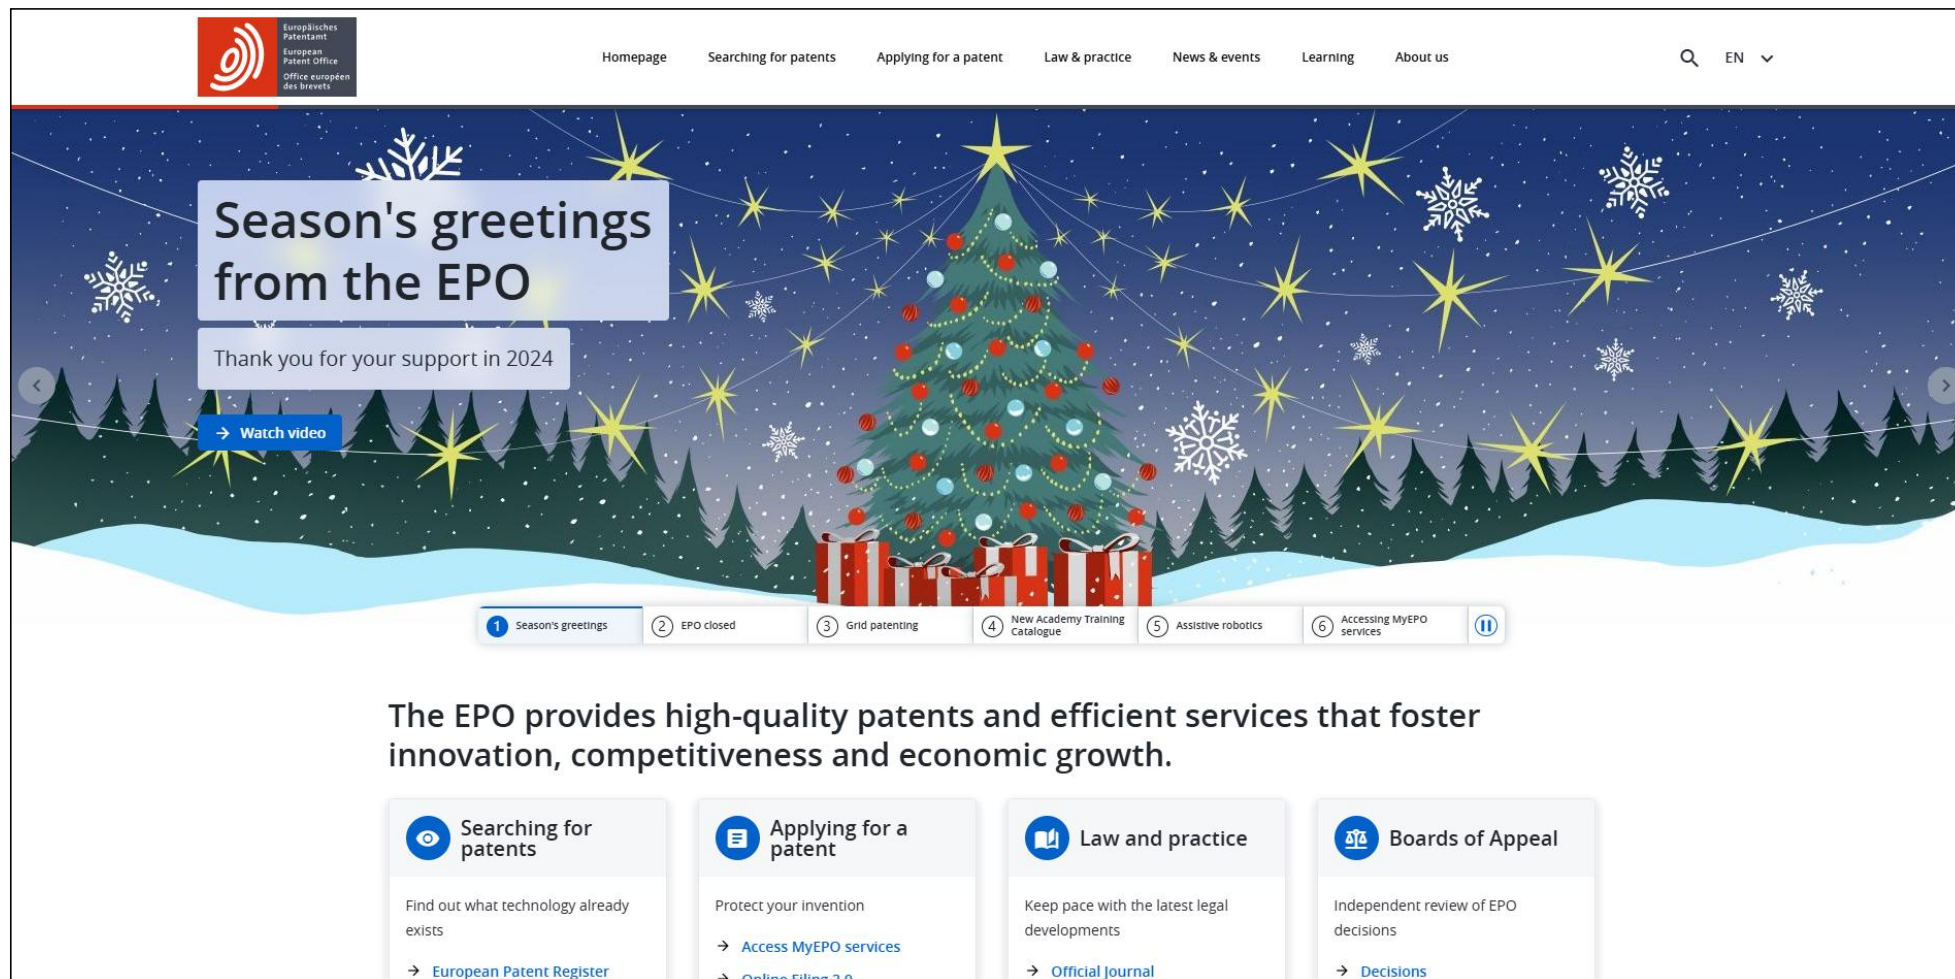 Europäisches
Patentamt
European
Patent Office
Office européen
des brevets
Homepage
Searching for patents
Applying for a patent
Law & practice
News & events
Learning
About us
EN
Season's greetings
from the EPO
Thank you for your support in 2024
Watch video
1 Season's greetings
2 EPO closed
3 Grid patenting
4 New Academy Training
Catalogue
5 Assistive robotics
6 Accessing MyEPO
services
The EPO provides high-quality patents and efficient services that foster
innovation, competitiveness and economic growth.
Searching for
patents
Find out what technology already
exists
European Patent Register
Applying for a
patent
Protect your invention
Access MyEPO services
Online Filing 2.0
Law and practice
Keep pace with the latest legal
developments
Official Journal
Boards of Appeal
Independent review of EPO
decisions
Decisions